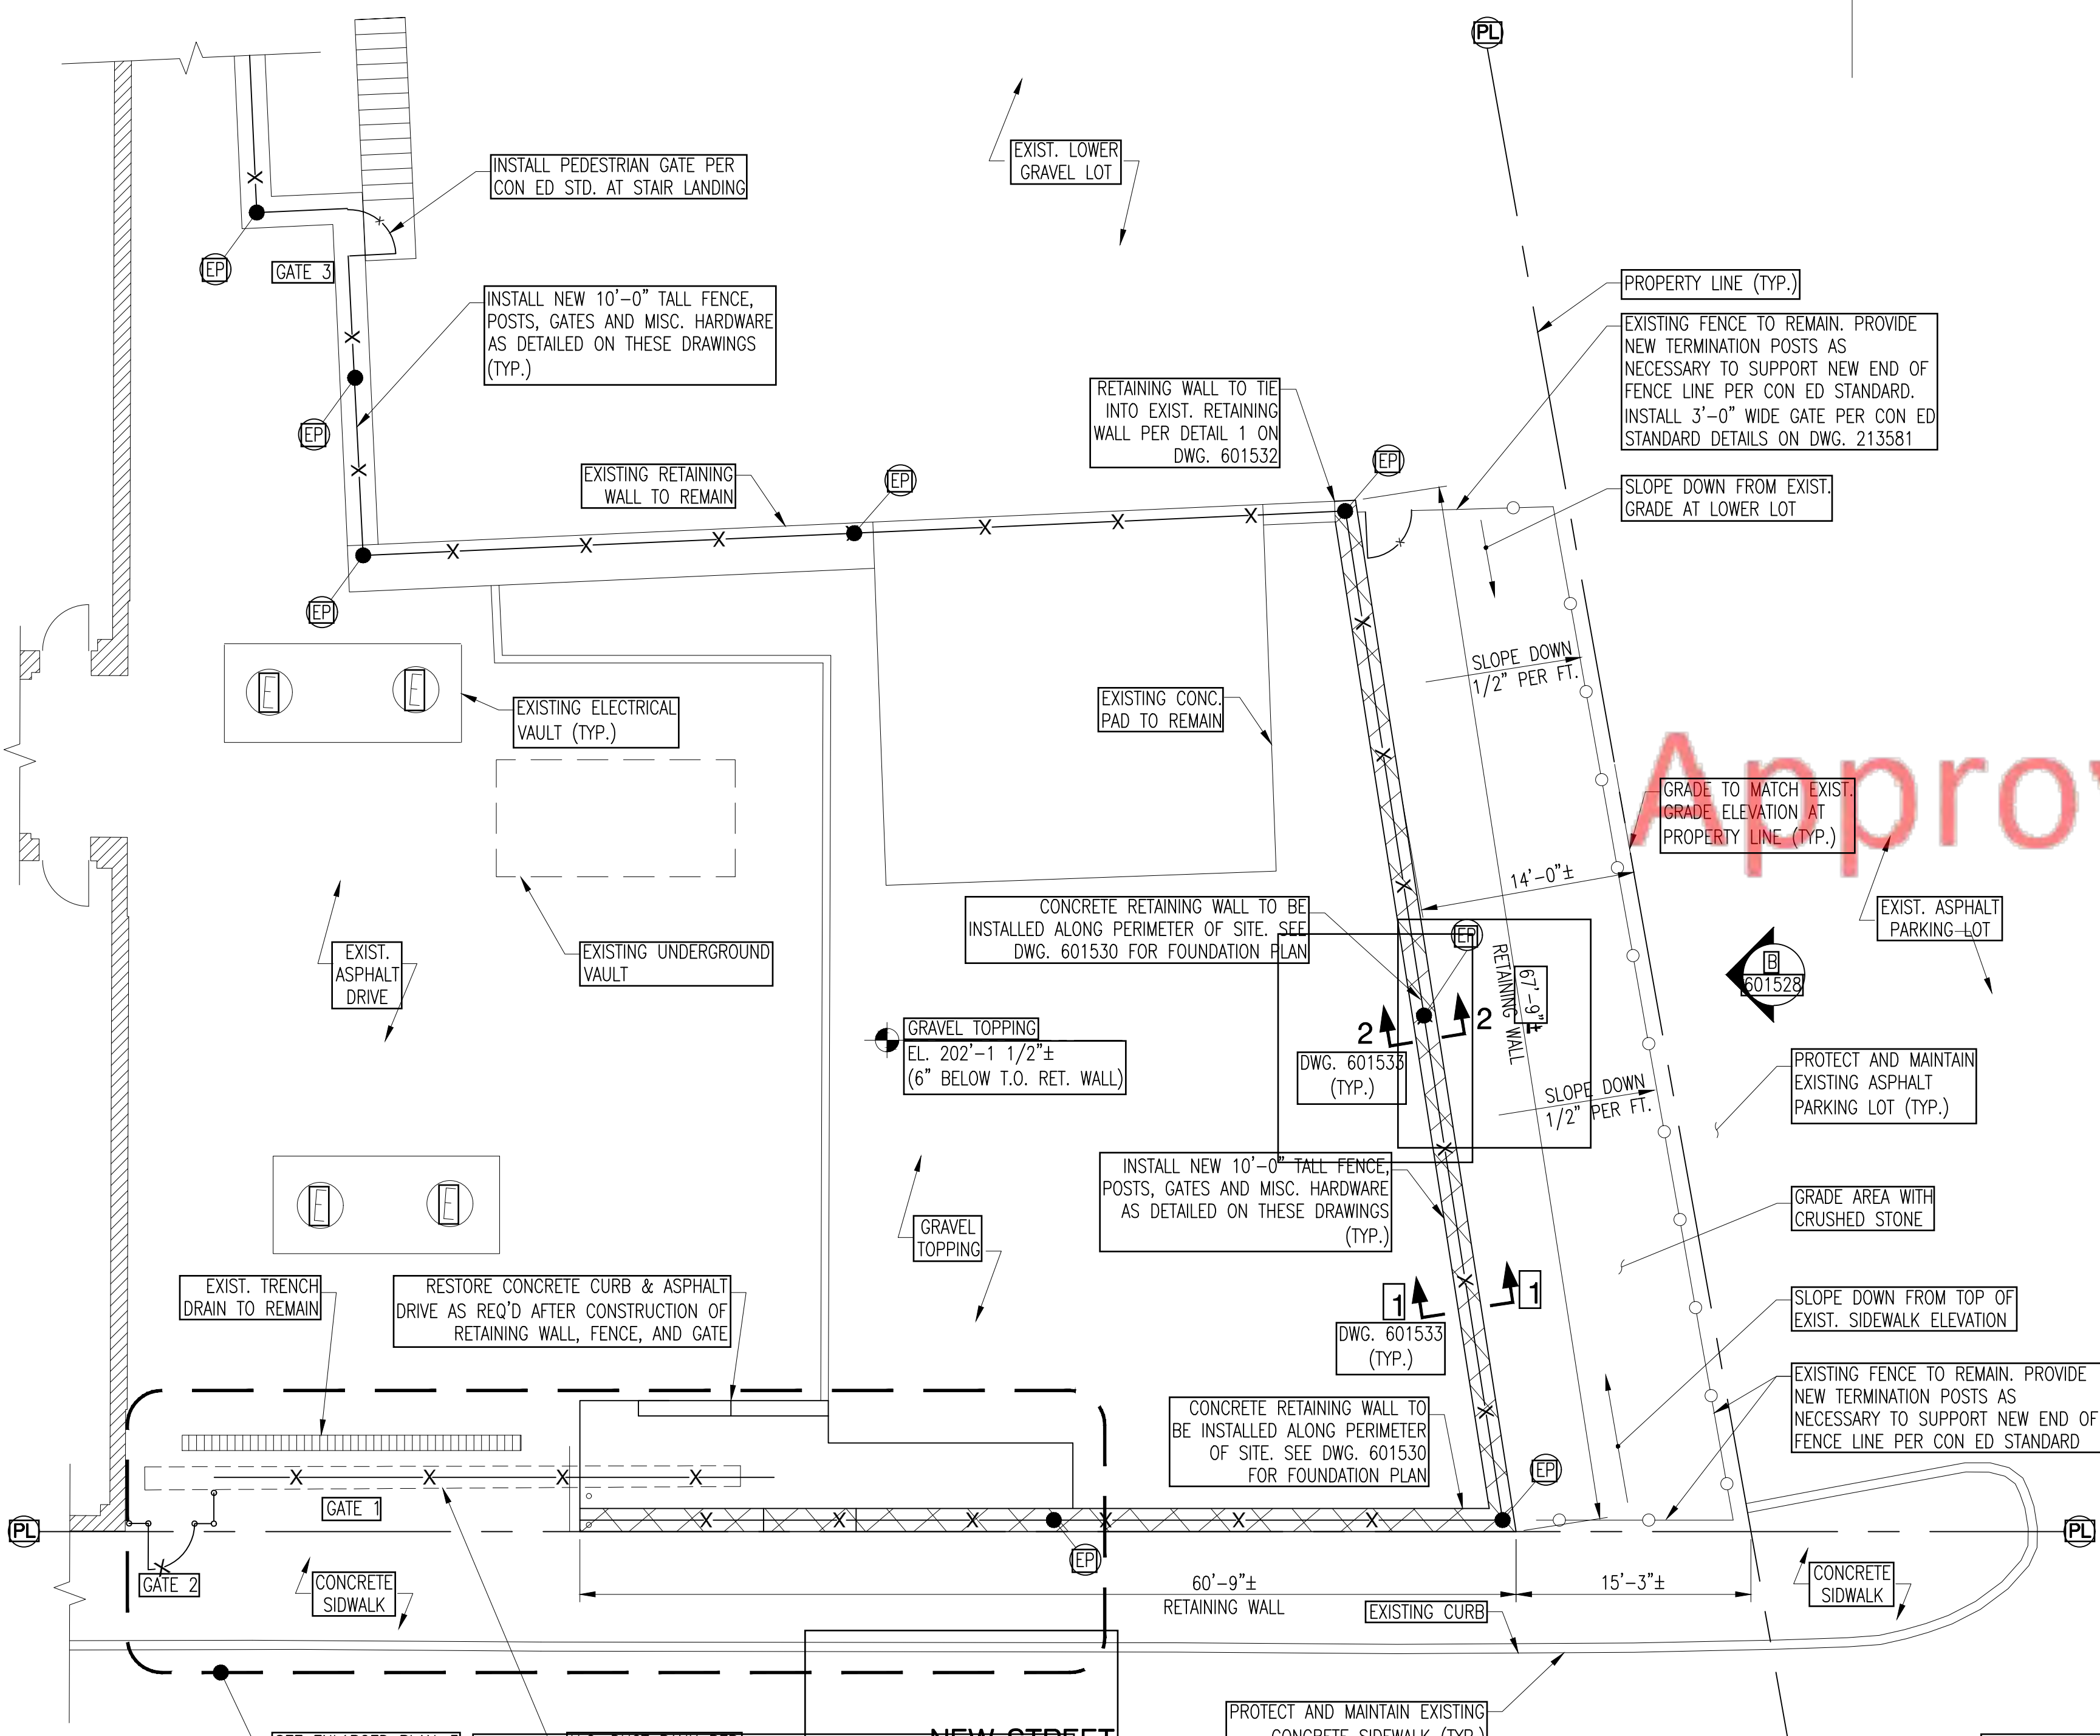 PL
INSTALL PEDESTRIAN GATE PER
CON ED STD. AT STAIR LANDING
EXIST. LOWER
GRAVEL LOT
EP
GATE 3
PROPERTY LINE (TYP.)
INSTALL NEW 10'-0" TALL FENCE,
POSTS, GATES AND MISC. HARDWARE
AS DETAILED ON THESE DRAWINGS
(TYP.)
EXISTING FENCE TO REMAIN. PROVIDE
NEW TERMINATION POSTS AS
NECESSARY TO SUPPORT NEW END OF
FENCE LINE PER CON ED STANDARD.
INSTALL 3'-0" WIDE GATE PER CON ED
STANDARD DETAILS ON DWG. 213581
EP
RETAINING WALL TO TIE
INTO EXIST. RETAINING
WALL PER DETAIL 1 ON
DWG. 601532
EP
EXISTING RETAINING
WALL TO REMAIN
EP
SLOPE DOWN FROM EXIST.
GRADE AT LOWER LOT
EP
SLOPE DOWN
1/2" PER FT.
E
E
EXISTING ELECTRICAL
VAULT (TYP.)
EXISTING CONC.
PAD TO REMAIN
GRADE TO MATCH EXIST.
GRADE ELEVATION AT
PROPERTY LINE (TYP.)
14'-0"±
CONCRETE RETAINING WALL TO BE
INSTALLED ALONG PERIMETER OF SITE. SEE
DWG. 601530 FOR FOUNDATION PLAN
EXIST. ASPHALT
PARKING LOT
EP
EXIST.
ASPHALT
DRIVE
EXISTING UNDERGROUND
VAULT
67'-9"±
RETAINING WALL
B
601528
GRAVEL TOPPING
EL. 202'-1 1/2"±
(6" BELOW T.O. RET. WALL)
2
2
DWG. 601533
(TYP.)
SLOPE DOWN
1/2" PER FT.
PROTECT AND MAINTAIN
EXISTING ASPHALT
PARKING LOT (TYP.)
INSTALL NEW 10'-0" TALL FENCE,
POSTS, GATES AND MISC. HARDWARE
AS DETAILED ON THESE DRAWINGS
(TYP.)
E
E
GRADE AREA WITH
CRUSHED STONE
GRAVEL
TOPPING
EXIST. TRENCH
DRAIN TO REMAIN
RESTORE CONCRETE CURB & ASPHALT
DRIVE AS REQ'D AFTER CONSTRUCTION OF
RETAINING WALL, FENCE, AND GATE
1
1
DWG. 601533
(TYP.)
SLOPE DOWN FROM TOP OF
EXIST. SIDEWALK ELEVATION
EXISTING FENCE TO REMAIN. PROVIDE
NEW TERMINATION POSTS AS
NECESSARY TO SUPPORT NEW END OF
FENCE LINE PER CON ED STANDARD
CONCRETE RETAINING WALL TO
BE INSTALLED ALONG PERIMETER
OF SITE. SEE DWG. 601530
FOR FOUNDATION PLAN
EP
GATE 1
PL
PL
EP
GATE 2
CONCRETE
SIDWALK
60'-9"±
RETAINING WALL
15'-3"±
CONCRETE
SIDWALK
EXISTING CURB
PROTECT AND MAINTAIN EXISTING
CONCRETE SIDEWALK (TYP.)
NEW STREET
Appro